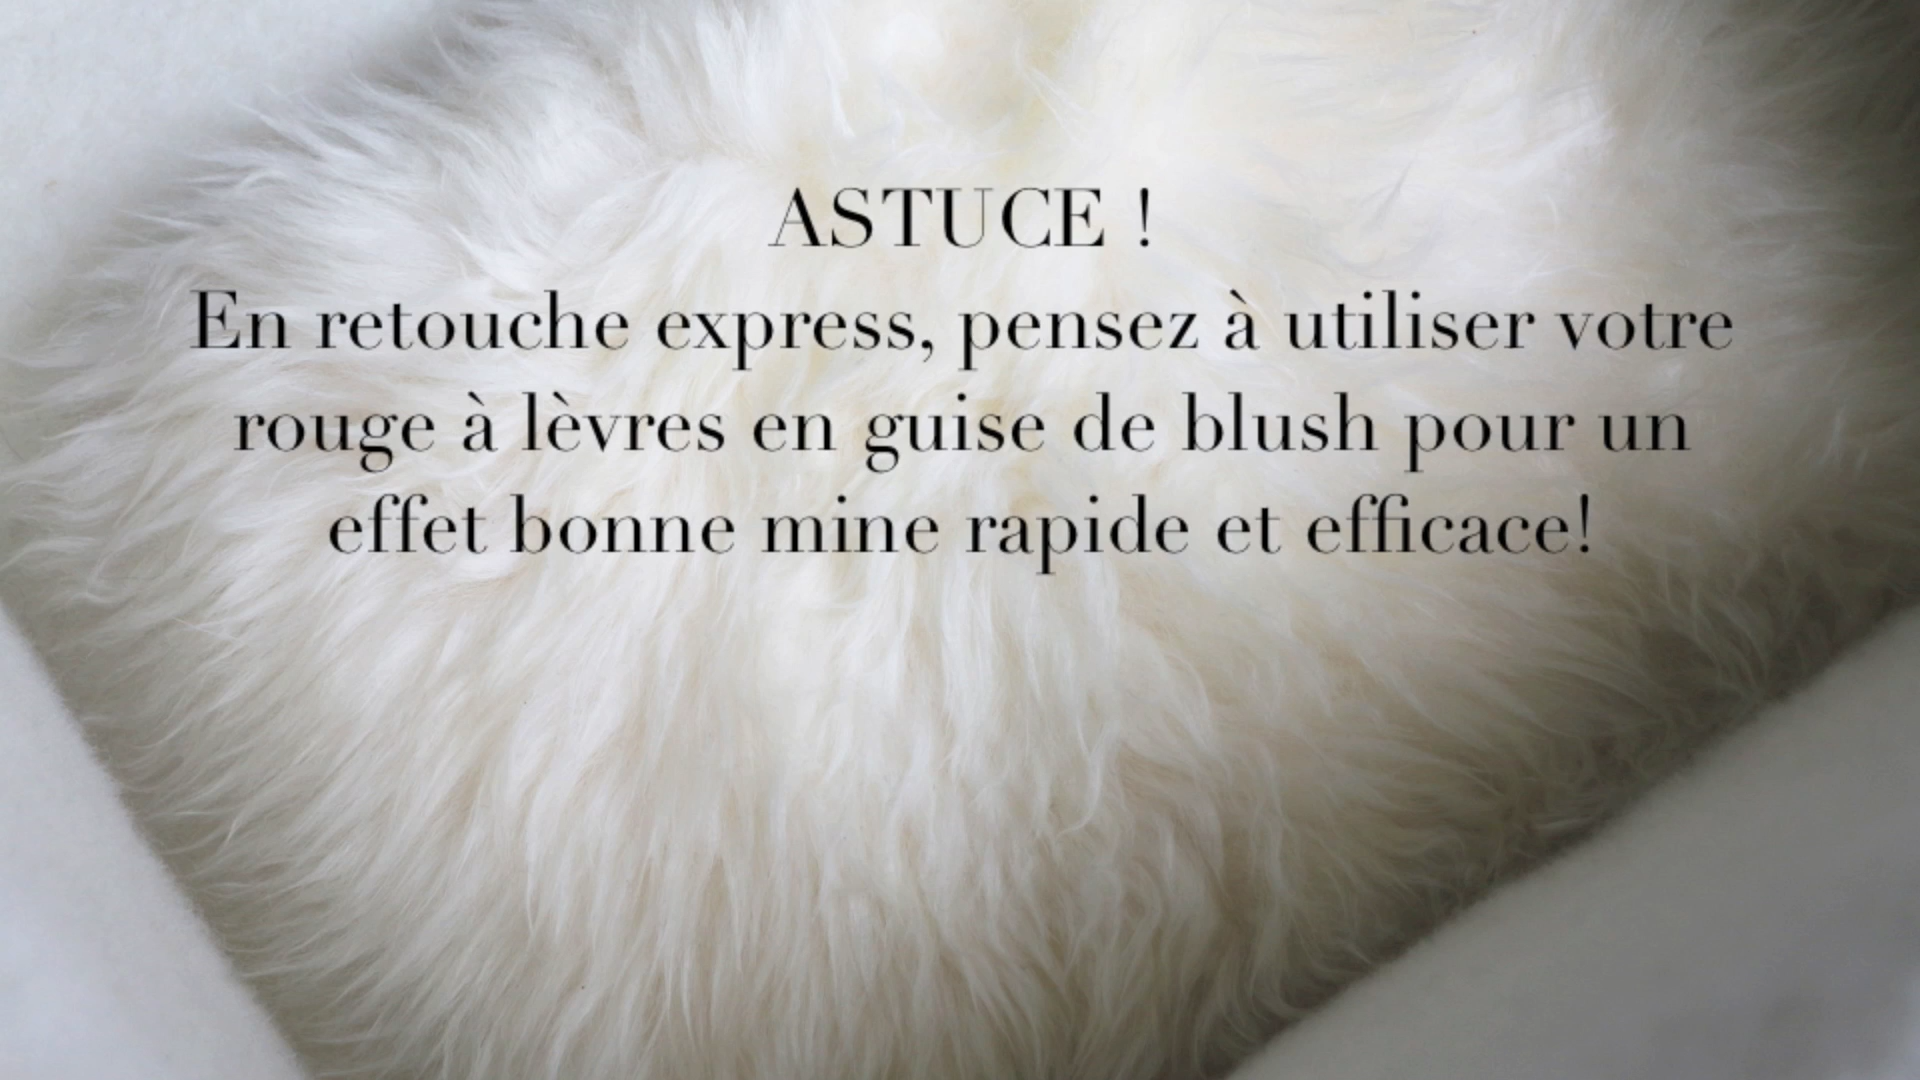 ASTUCE !
En retouche express, pensez à utiliser votre
rouge à lèvres en guise de blush pour un
effet bonne mine rapide et efficace!